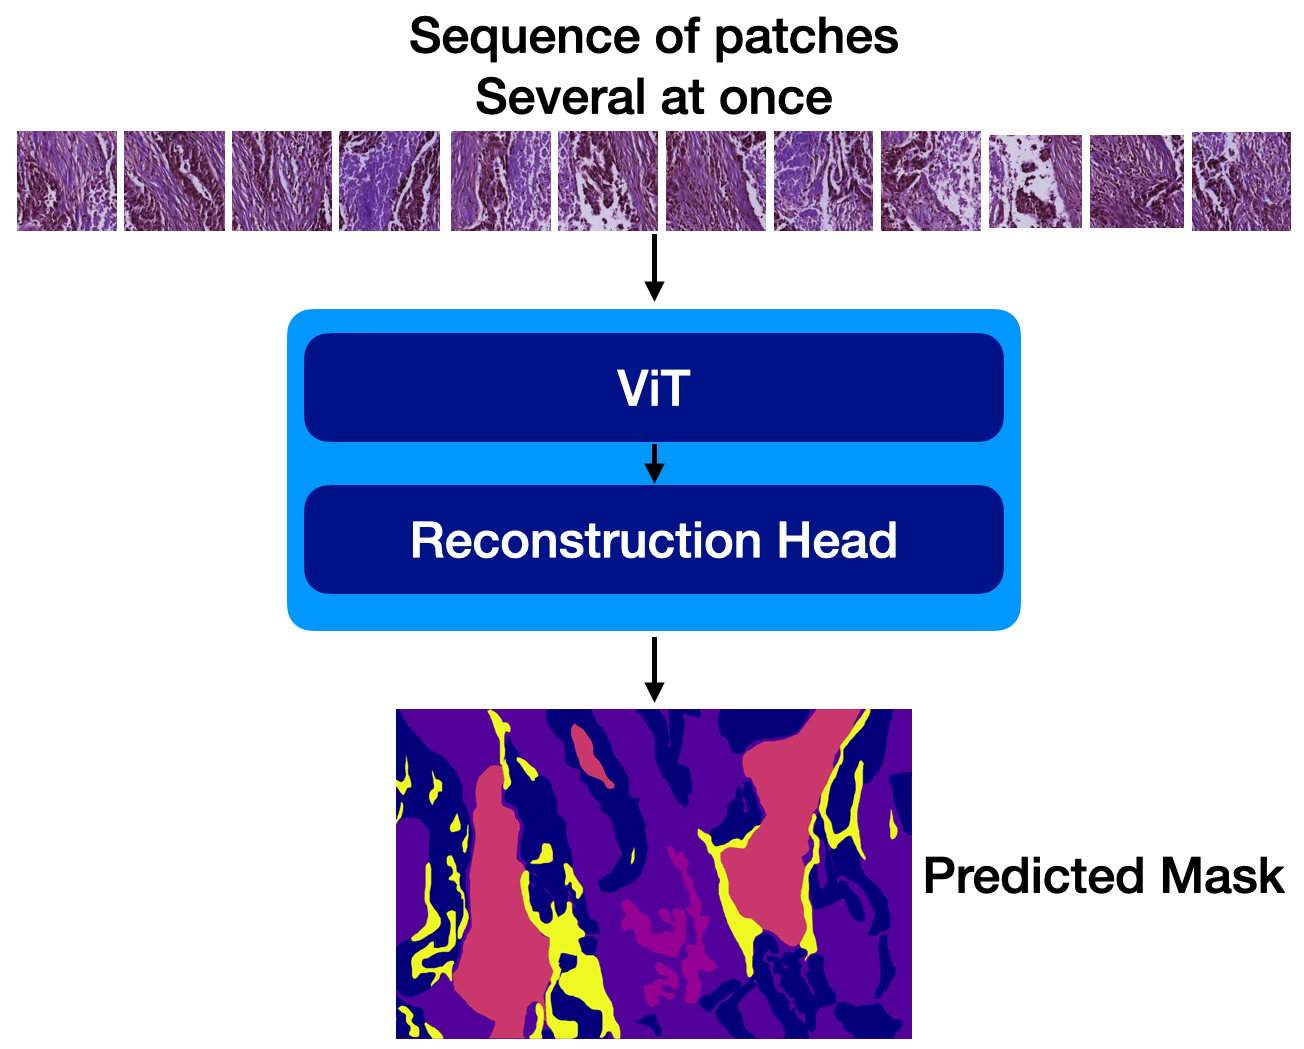 Sequence of patches
Several at once
ViT
Reconstruction Head
Predicted Mask